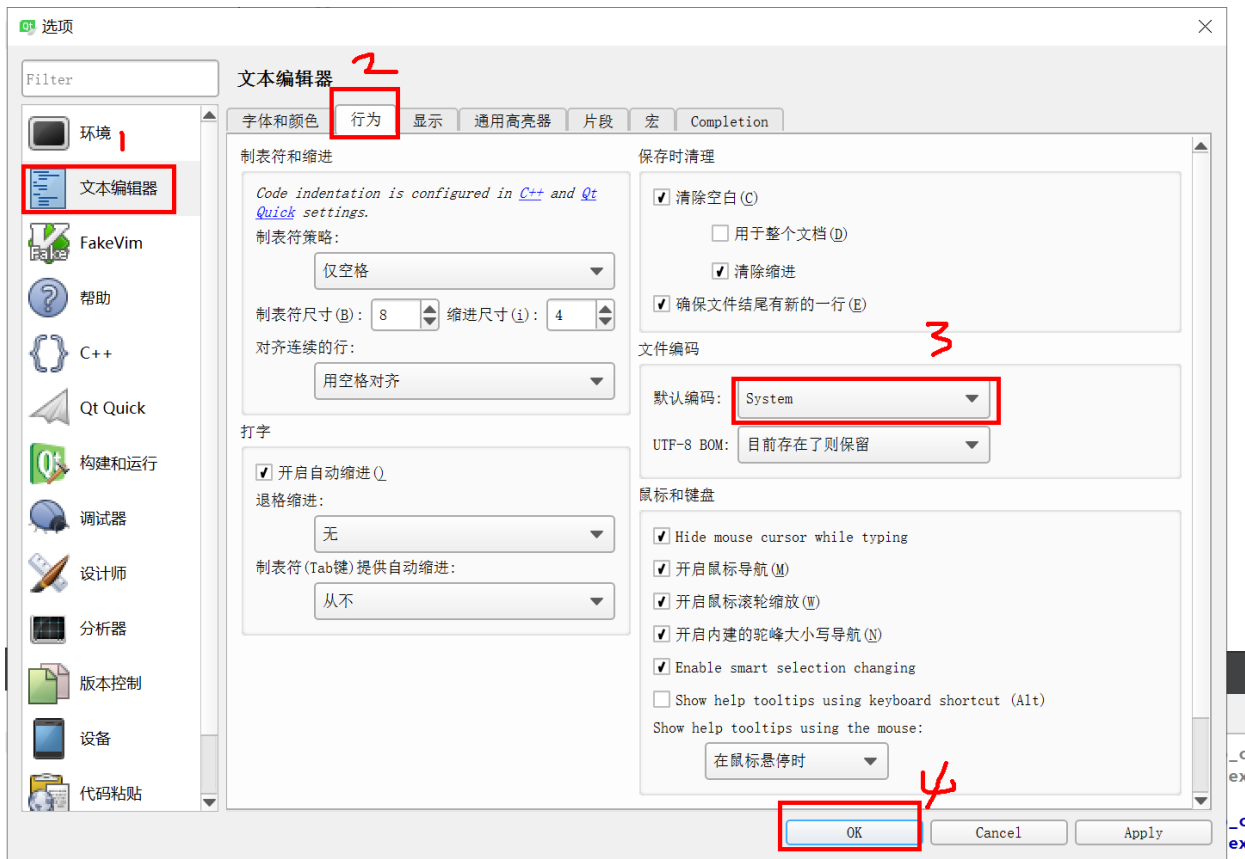 选项
Filter
环境
1
文本编辑器
FakeVim
帮助
C++
Qt Quick
构建和运行
调试器
设计师
分析器
版本控制
设备
代码粘贴
文本编辑器
2
字体和颜色 行为 显示 通用高亮器 片段 宏 Completion
制表符和缩进
Code indentation is configured in C++ and Qt
Quick settings.
制表符策略:
仅空格
制表符尺寸(B): 8 缩进尺寸(i): 4
对齐连续的行:
用空格对齐
打字
开启自动缩进()
退格缩进:
无
制表符(Tab键)提供自动缩进:
从不
保存时清理
清除空白(C)
用于整个文档(D)
清除缩进
确保文件结尾有新的一行(E)
3
文件编码
默认编码: System
UTF-8 BOM: 目前存在了则保留
鼠标和键盘
Hide mouse cursor while typing
开启鼠标导航(M)
开启鼠标滚轮缩放(W)
开启内建的驼峰大小写导航(N)
Enable smart selection changing
Show help tooltips using keyboard shortcut (Alt)
Show help tooltips using the mouse:
在鼠标悬停时
4
OK Cancel Apply